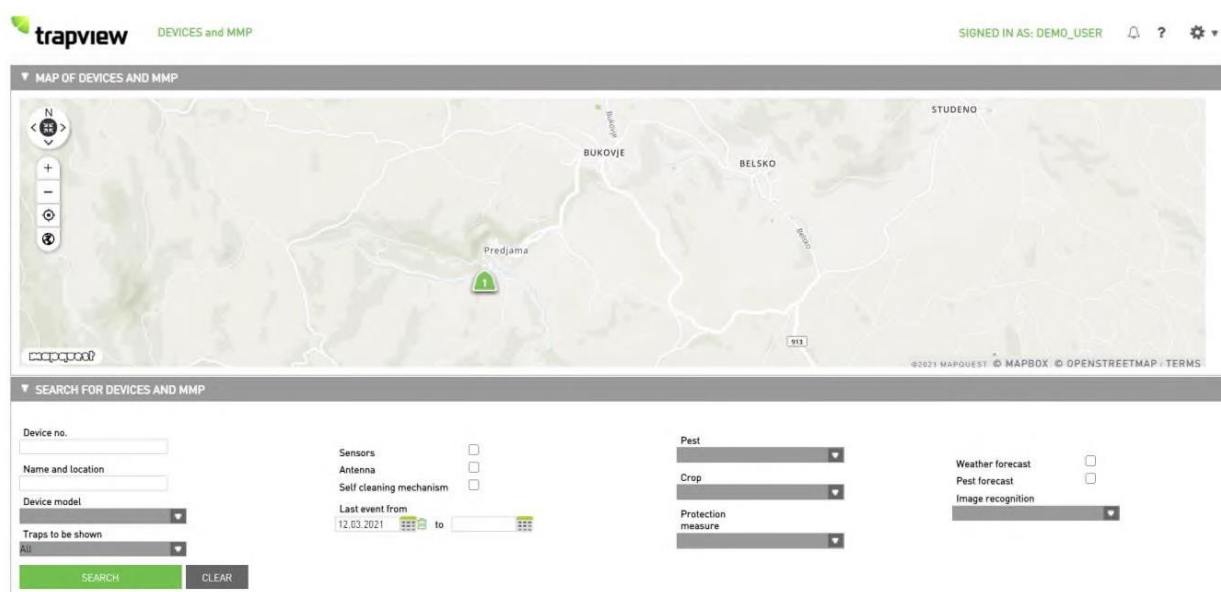 trapview
DEVICES and MMP
SIGNED IN AS: DEMO_USER
?
MAP OF DEVICES AND MMP
N
STUDENO
Bukovje
BUKOVJE
BELSKO
Belsko
Predjama
1
913
mapquest
©2021 MAPQUEST © MAPBOX © OPENSTREETMAP | TERMS
SEARCH FOR DEVICES AND MMP
Device no.
Name and location
Device model
Traps to be shown
All
SEARCH
CLEAR
Sensors
Antenna
Self cleaning mechanism
Last event from
12.03.2021 to
Pest
Crop
Protection
measure
Weather forecast
Pest forecast
Image recognition